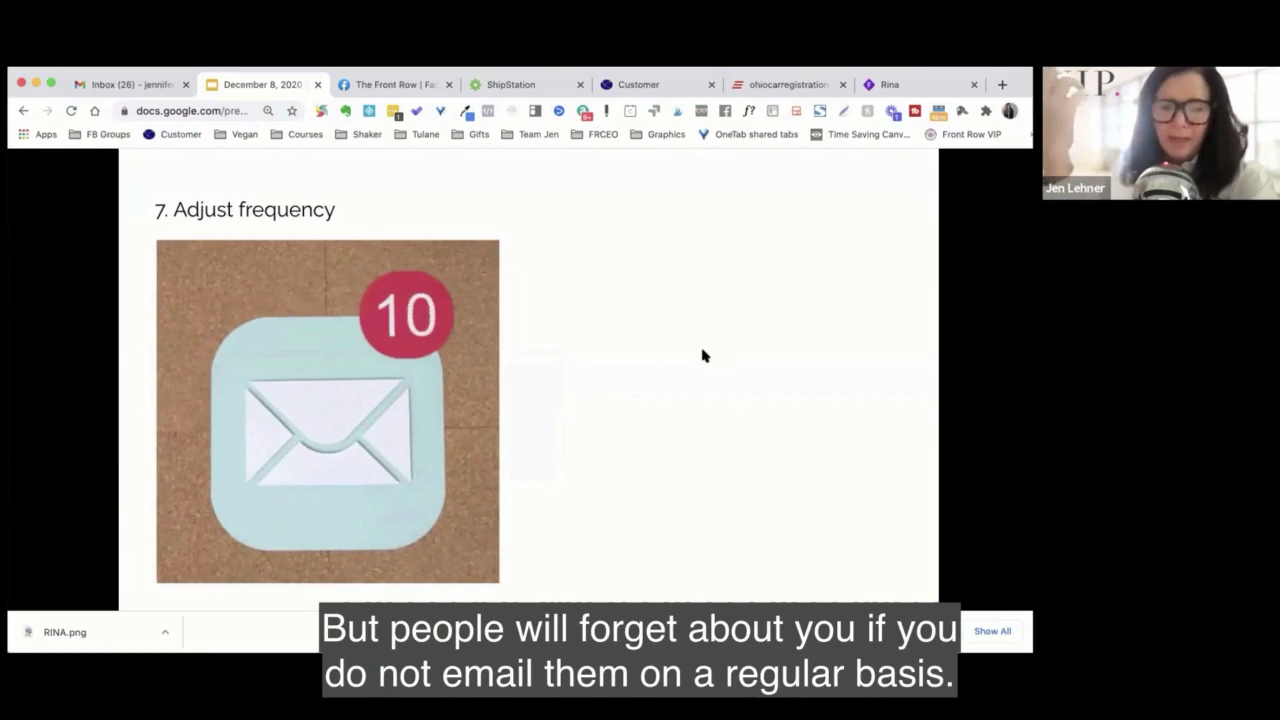 Inbox (26) - jennife
December 8, 2020
The Front Row | Fa
ShipStation
Customer
ohiocarregistration
Rina
docs.google.com/pre...
Apps
FB Groups
Customer
Vegan
Courses
Shaker
Tulane
Gifts
Team Jen
FRCEO
Graphics
OneTab shared tabs
Time Saving Canv...
Front Row VIP
Jen Lehner
7. Adjust frequency
10
RINA.png
Show All
But people will forget about you if you
do not email them on a regular basis.